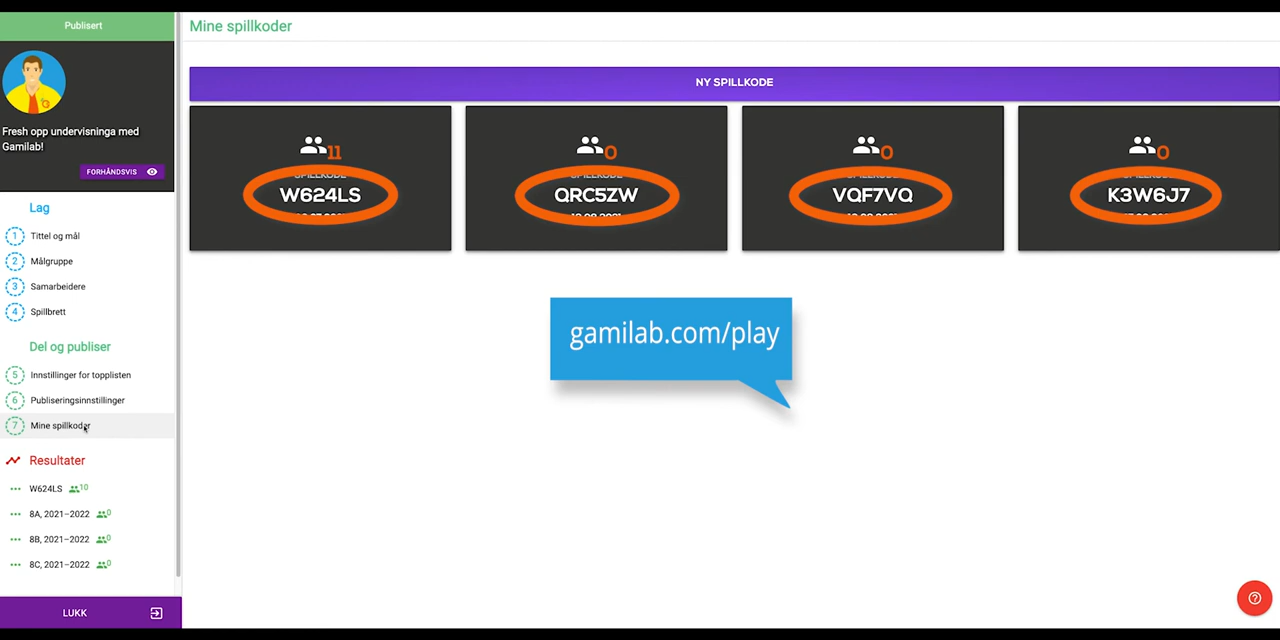 Publisert
Fresh opp undervisninga med
Gamilab!
FORHÅNDSVIS
Lag
1 Tittel og mål
2 Målgruppe
3 Samarbeidere
4 Spillbrett
Del og publiser
5 Innstillinger for topplisten
6 Publiseringsinnstillinger
7 Mine spillkoder
Resultater
W624LS 10
8A, 2021–2022 0
8B, 2021–2022 0
8C, 2021–2022 0
LUKK
Mine spillkoder
NY SPILLKODE
11
W624LS
0
QRC5ZW
0
VQF7VQ
0
K3W6J7
gamilab.com/play